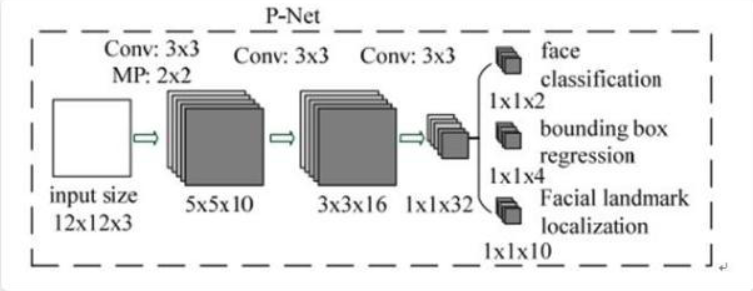 P-Net
Conv: 3x3
MP: 2x2
Conv: 3x3
Conv: 3x3
input size
12x12x3
5x5x10
3x3x16
1x1x32
face
classification
1x1x2
bounding box
regression
1x1x4
Facial landmark
localization
1x1x10